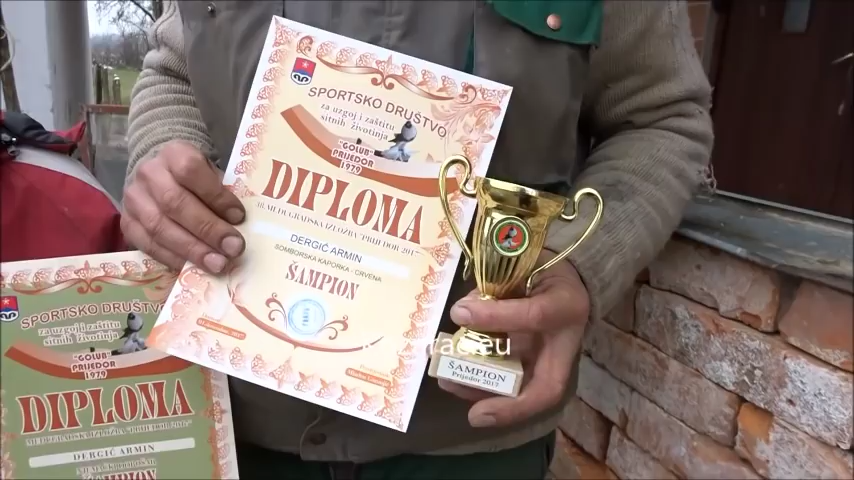 SPORTSKO DRUŠTVO
za uzgoj i zaštitu
sitnih životinja
"GOLUB"
PRIJEDOR
1979
DIPLOMA
DERGIĆ ARMIN
SOMBORSKA KAPORKA - CRVENA
ŠAMPION
ŠAMPION
Prijedor 2017
SPORTSKO DRUŠTVO
za uzgoj i zaštitu
sitnih životinja
"GOLUB"
PRIJEDOR
1979
DIPLOMA
DERGIĆ ARMIN
ŠAMPION